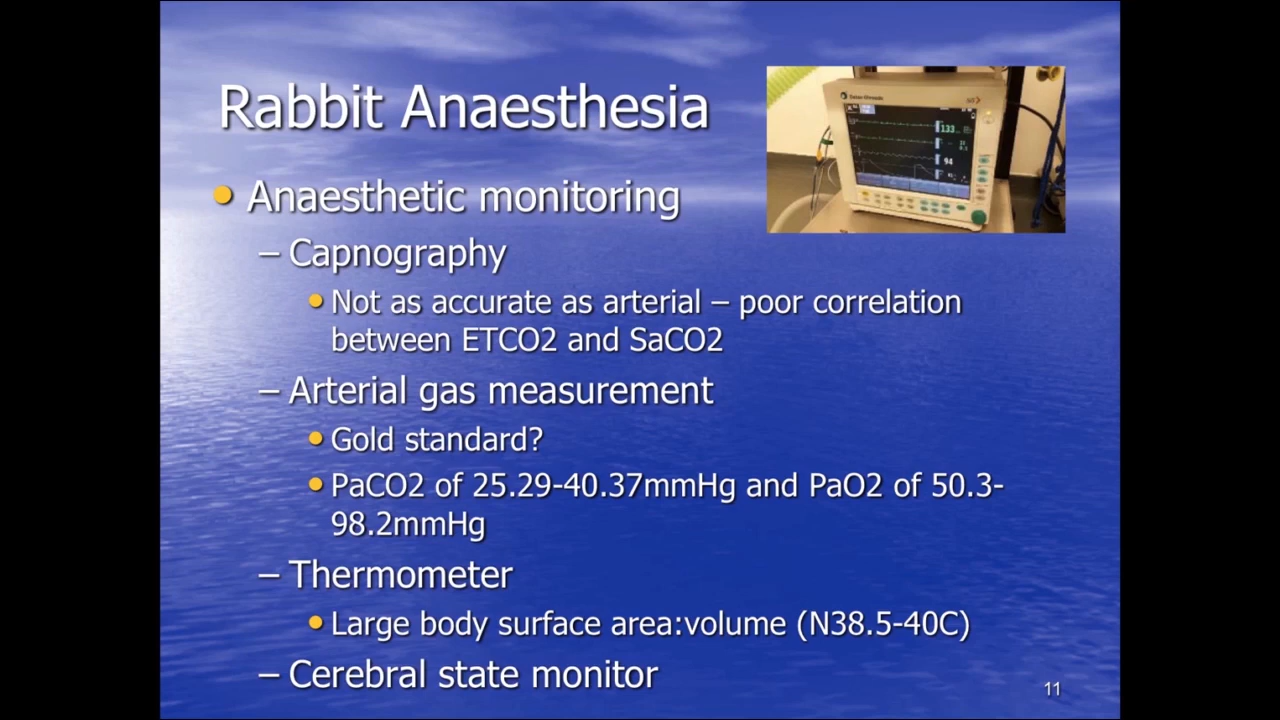 Rabbit Anaesthesia
133
94
Anaesthetic monitoring
– Capnography
Not as accurate as arterial – poor correlation
between ETCO2 and SaCO2
– Arterial gas measurement
Gold standard?
PaCO2 of 25.29-40.37mmHg and PaO2 of 50.3-
98.2mmHg
– Thermometer
Large body surface area:volume (N38.5-40C)
– Cerebral state monitor
11